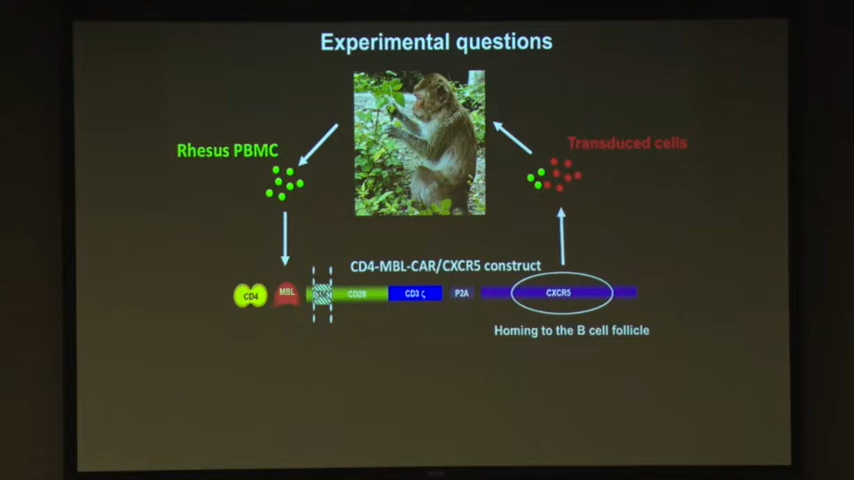 Experimental questions
Rhesus PBMC
Transduced cells
CD4-MBL-CAR/CXCR5 construct
CD4
MBL
CD28
CD3 ζ
P2A
CXCR5
Homing to the B cell follicle